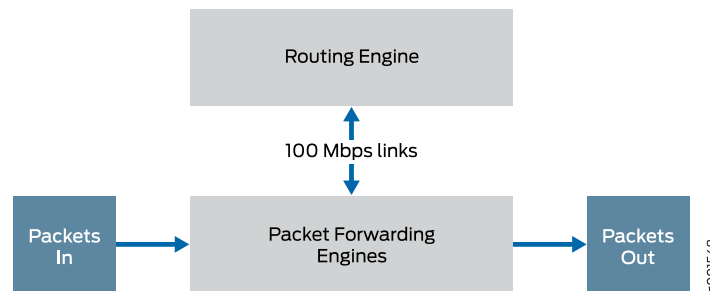 Routing Engine
100 Mbps links
Packets
In
Packet Forwarding
Engines
Packets
Out